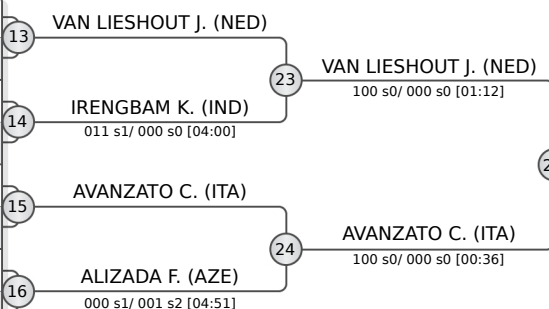 VAN LIESHOUT J. (NED)
13
23
VAN LIESHOUT J. (NED)
100 s0/ 000 s0 [01:12]
IRENGBAM K. (IND)
14
011 s1/ 000 s0 [04:00]
AVANZATO C. (ITA)
15
24
AVANZATO C. (ITA)
100 s0/ 000 s0 [00:36]
ALIZADA F. (AZE)
16
000 s1/ 001 s2 [04:51]